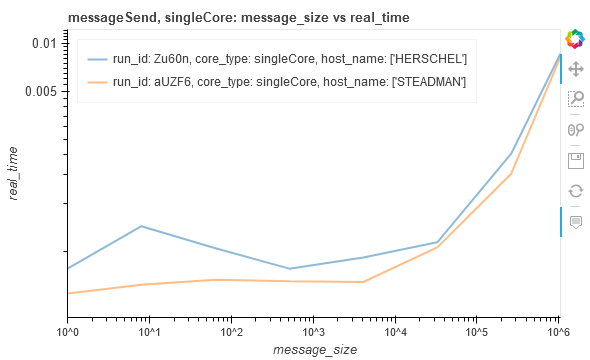 messageSend, singleCore: message_size vs real_time
0.01
0.005
real_time
run_id: Zu60n, core_type: singleCore, host_name: ['HERSCHEL']
run_id: aUZF6, core_type: singleCore, host_name: ['STEADMAN']
10^0 10^1 10^2 10^3 10^4 10^5 10^6
message_size